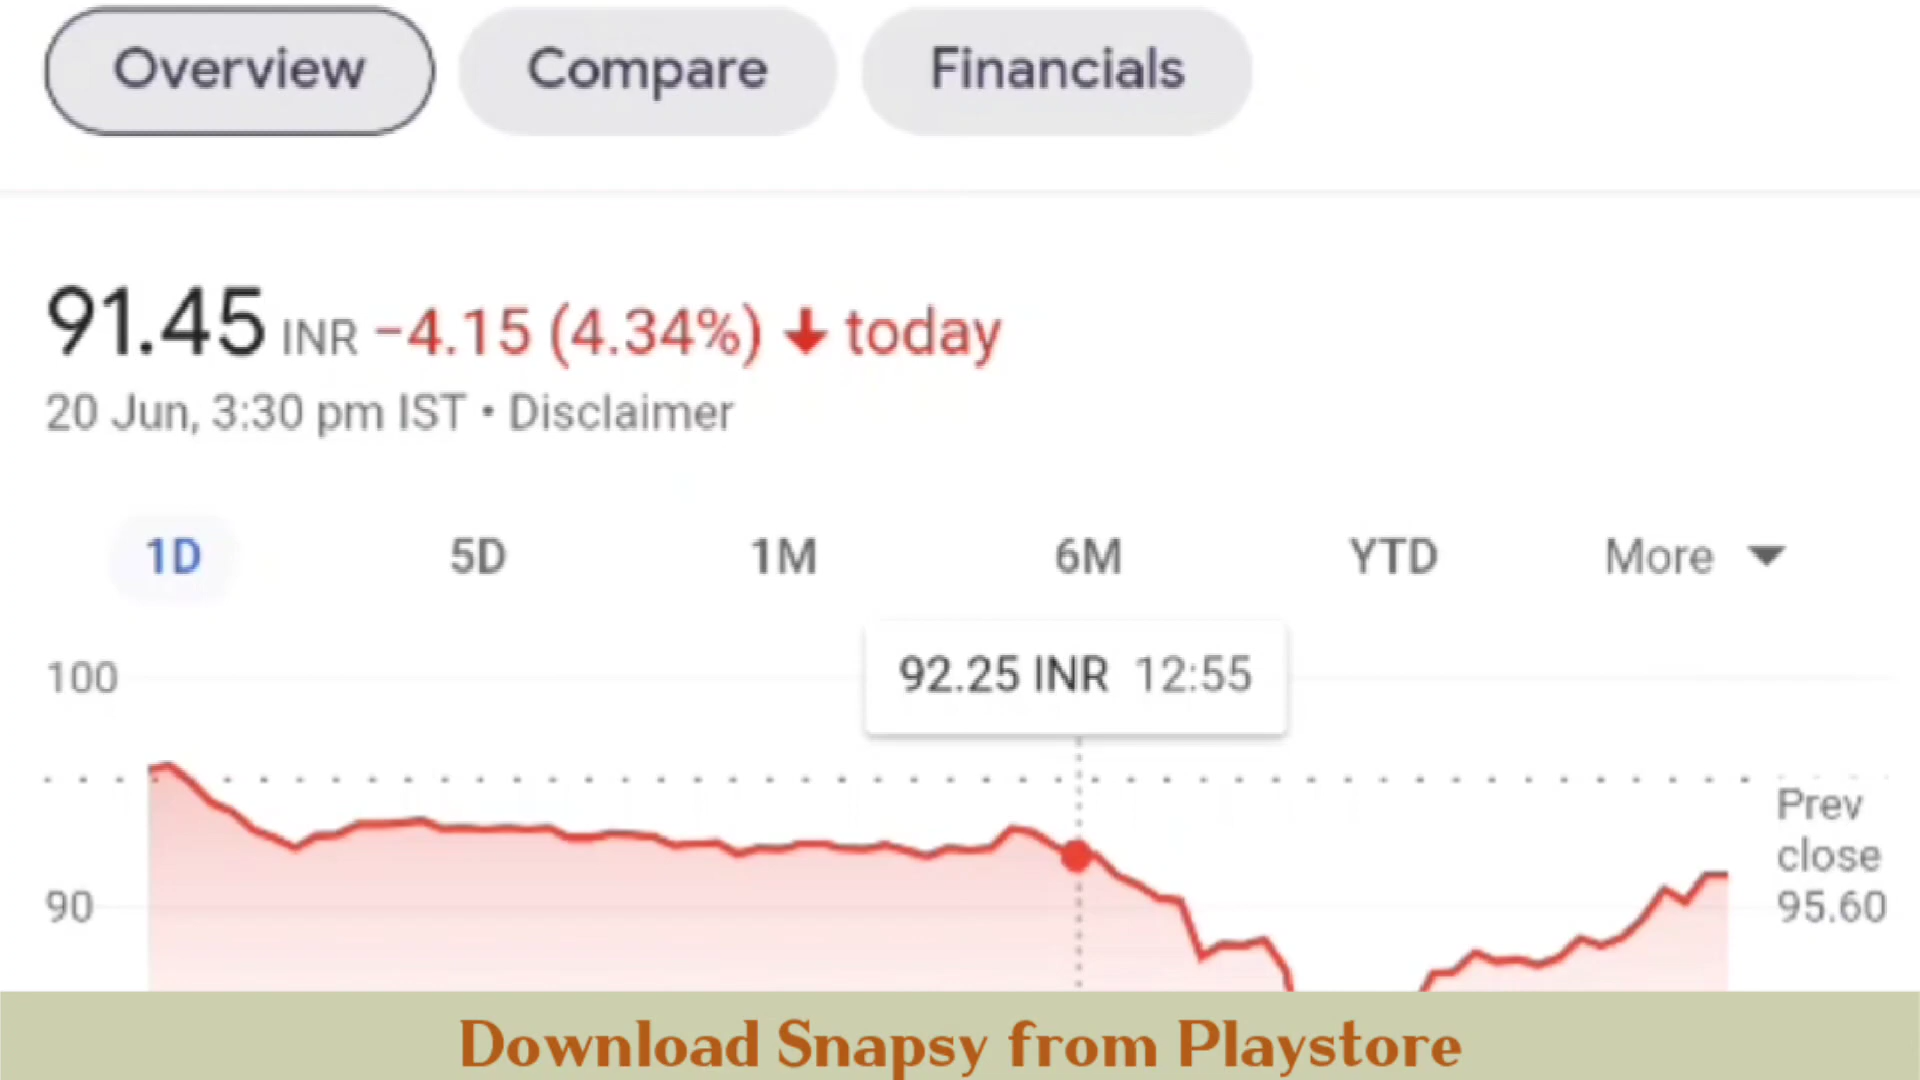 Overview Compare Financials
91.45 INR −4.15 (4.34%) ↓ today
20 Jun, 3:30 pm IST • Disclaimer
1D 5D 1M 6M YTD More
92.25 INR 12:55
100
Prev
close
90
95.60
Download Snapsy from Playstore